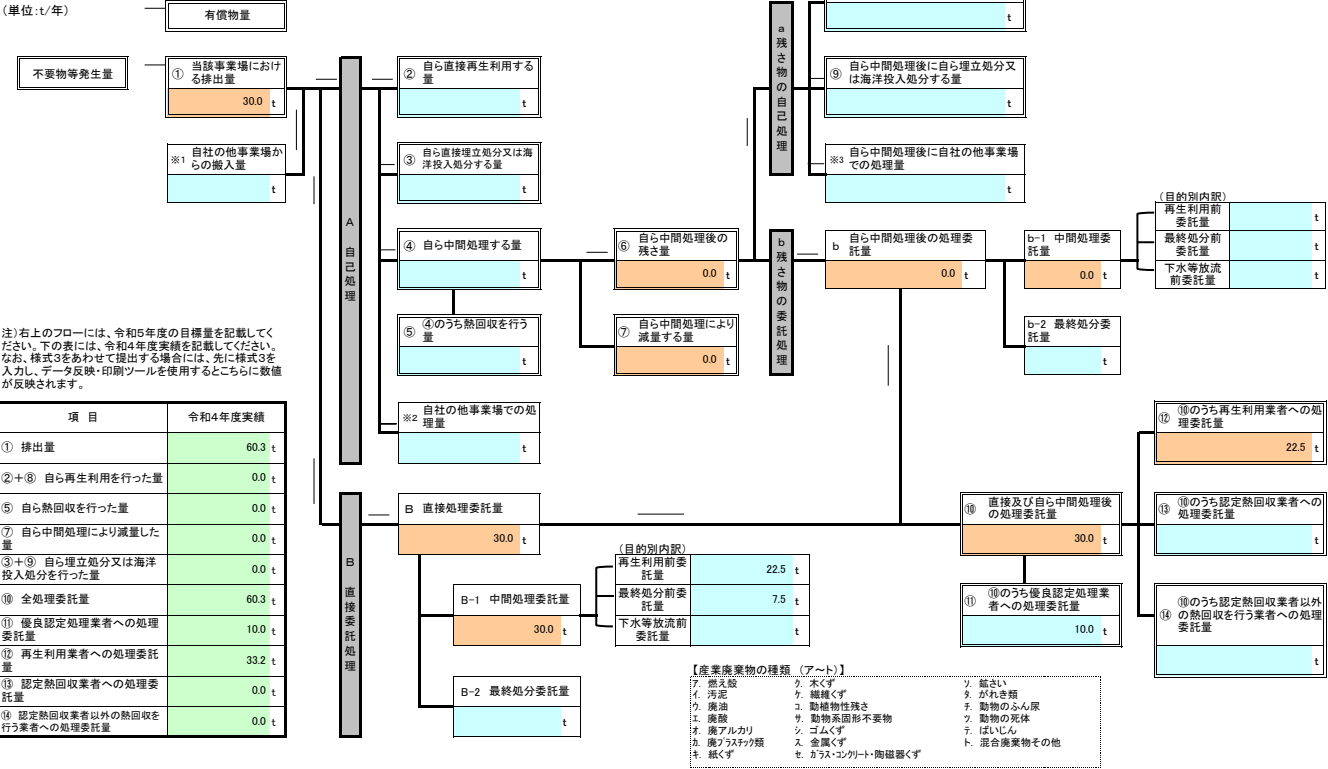 (単位:t/年)
有償物量
不要物等発生量
① 当該事業場におけ
る排出量
30.0 t
※1 自社の他事業場か
らの搬入量
t
A 自己処理
② 自ら直接再生利用する
量
t
③ 自ら直接埋立処分又は海
洋投入処分する量
t
④ 自ら中間処理する量
t
⑤ ④のうち熱回収を行う
量
t
※2 自社の他事業場での処
理量
t
⑥ 自ら中間処理後の
残さ量
0.0 t
⑦ 自ら中間処理により
減量する量
0.0 t
a 残さ物の自己処理
t
⑨ 自ら中間処理後に自ら埋立処分又
は海洋投入処分する量
t
※3 自ら中間処理後に自社の他事業場
での処理量
t
b 残さ物の委託処理
b 自ら中間処理後の処理委
託量
0.0 t
b-1 中間処理委
託量
0.0 t
(目的別内訳)
再生利用前
委託量 t
最終処分前
委託量 t
下水等放流
前委託量 t
b-2 最終処分委
託量
t
注)右上のフローには、令和5年度の目標量を記載してく
ださい。下の表には、令和4年度実績を記載してください。
なお、様式3をあわせて提出する場合には、先に様式3を
入力し、データ反映・印刷ツールを使用するとこちらに数値
が反映されます。
項 目 令和4年度実績
① 排出量 60.3 t
②+⑧ 自ら再生利用を行った量 0.0 t
⑤ 自ら熱回収を行った量 0.0 t
⑦ 自ら中間処理により減量した
量 0.0 t
③+⑨ 自ら埋立処分又は海洋
投入処分を行った量 0.0 t
⑩ 全処理委託量 60.3 t
⑪ 優良認定処理業者への処理
委託量 10.0 t
⑫ 再生利用業者への処理委託
量 33.2 t
⑬ 認定熱回収業者への処理委
託量 0.0 t
⑭ 認定熱回収業者以外の熱回収を
行う業者への処理委託量 0.0 t
B 直接委託処理
B 直接処理委託量
30.0 t
B-1 中間処理委託量
30.0 t
(目的別内訳)
再生利用前委
託量 22.5 t
最終処分前委
託量 7.5 t
下水等放流前
委託量 t
B-2 最終処分委託量
t
⑩ 直接及び自ら中間処理後
の処理委託量
30.0 t
⑪ ⑩のうち優良認定処理業
者への処理委託量
10.0 t
⑫ ⑩のうち再生利用業者への処
理委託量
22.5 t
⑬ ⑩のうち認定熱回収業者への
処理委託量
t
⑭ ⑩のうち認定熱回収業者以外
の熱回収を行う業者への処理
委託量
t
【産業廃棄物の種類 (ア~ト)】
ア. 燃え殻
イ. 汚泥
ウ. 廃油
エ. 廃酸
オ. 廃アルカリ
カ. 廃プラスチック類
キ. 紙くず
ク. 木くず
ケ. 繊維くず
コ. 動植物性残さ
サ. 動物系固形不要物
シ. ゴムくず
ス. 金属くず
セ. ガラス・コンクリート・陶磁器くず
ソ. 鉱さい
タ. がれき類
チ. 動物のふん尿
ツ. 動物の死体
テ. ばいじん
ト. 混合廃棄物その他